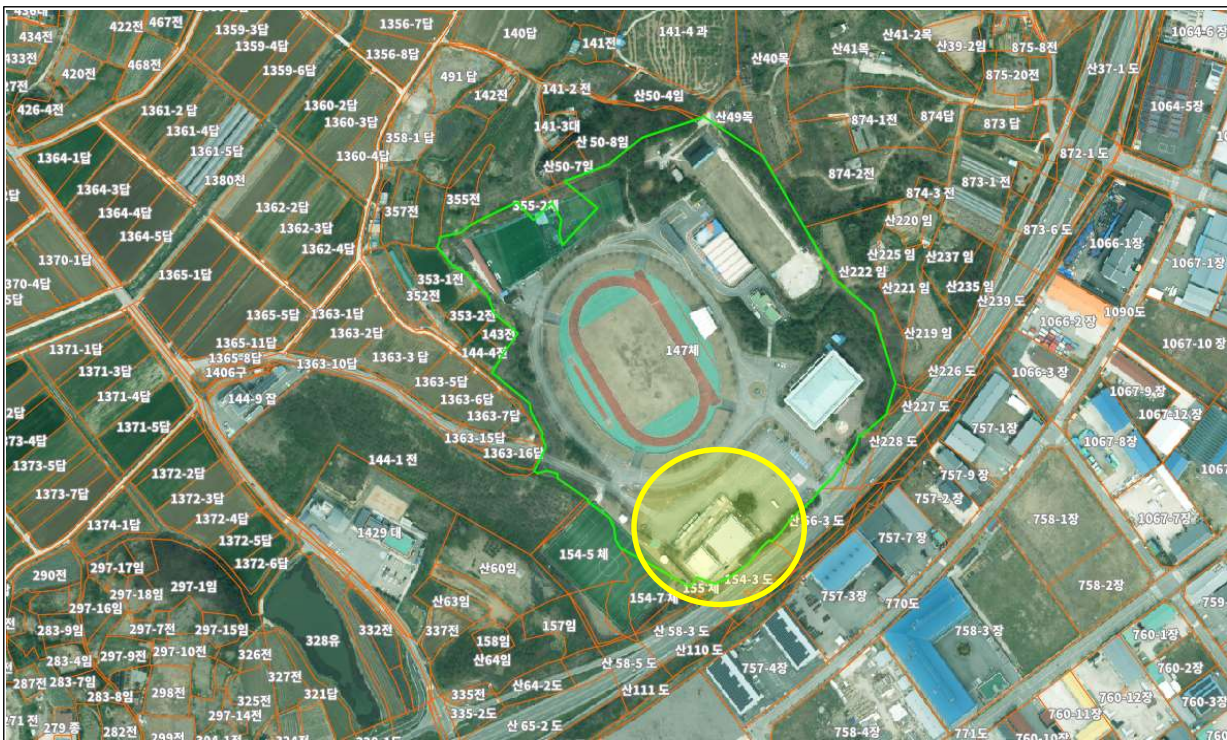 422전
467전
1359-3답
1356-7답
140답
141전
141-4 과
산40목
산41목
산41-2목
산39-2임
875-8전
1064-6 장
434전
1359-4답
1356-8답
산37-1 도
420전
468전
1359-6답
491 답
142전
141-2 전
산50-4임
875-20전
1064-5장
426-4전
1361-2 답
1360-2답
1360-3답
358-1 답
141-3대
산49목
874-1전
874답
873 답
1361-4답
1361-5답
1360-4답
산 50-8임
872-1 도
1364-1답
1380천
산50-7임
874-2전
873-1 전
1364-3답
1362-2답
355전
874-3 전
1364-4답
1362-3답
357전
산220 임
873-6 도
1364-5답
1362-4답
산225 임
산237 임
1066-1장
1370-1답
1365-1답
353-1전
산222 임
1067-1장
352전
산221 임
산235 임
1365-5답
1363-1답
353-2전
산239 도
1090도
1363-2답
143전
산219 임
1066-2 장
1371-1답
1365-11답
144-4전
147체
1067-10 장
1365-8답
1363-10답
1363-3 답
1371-3답
1406구
1363-5답
산226 도
1066-3 장
1371-4답
144-9 잡
1363-6답
1067-9장
1363-7답
산227 도
1067-12장
1371-5답
1363-15답
산228 도
757-1장
1067-8장
1373-5답
1363-16답
1372-2답
144-1 전
757-9 장
1373-7답
1372-3답
757-2 장
1372-4답
758-1장
1067-7장
1374-1답
1429 대
757-7 장
1372-5답
154-5 체
290전
297-17임
1372-6답
산60임
154-3 도
758-2장
297-18임
297-1임
155 체
757-3장
297-16임
산63임
154-7 체
770도
283-9임
297-7전
297-15임
328유
332전
337전
157임
산 58-3 도
758-3 장
760-1장
283-4임
297-9전
297-10전
326전
158임
산64임
산 58-5 도
산110 도
757-4장
760-2장
287전
283-7임
283-8임
298전
327전
335전
산64-2도
산111 도
760-12장
760-3장
325전
321답
297-14전
335-2도
산 65-2 도
760-11장
279 종
282전
758-4장
771도